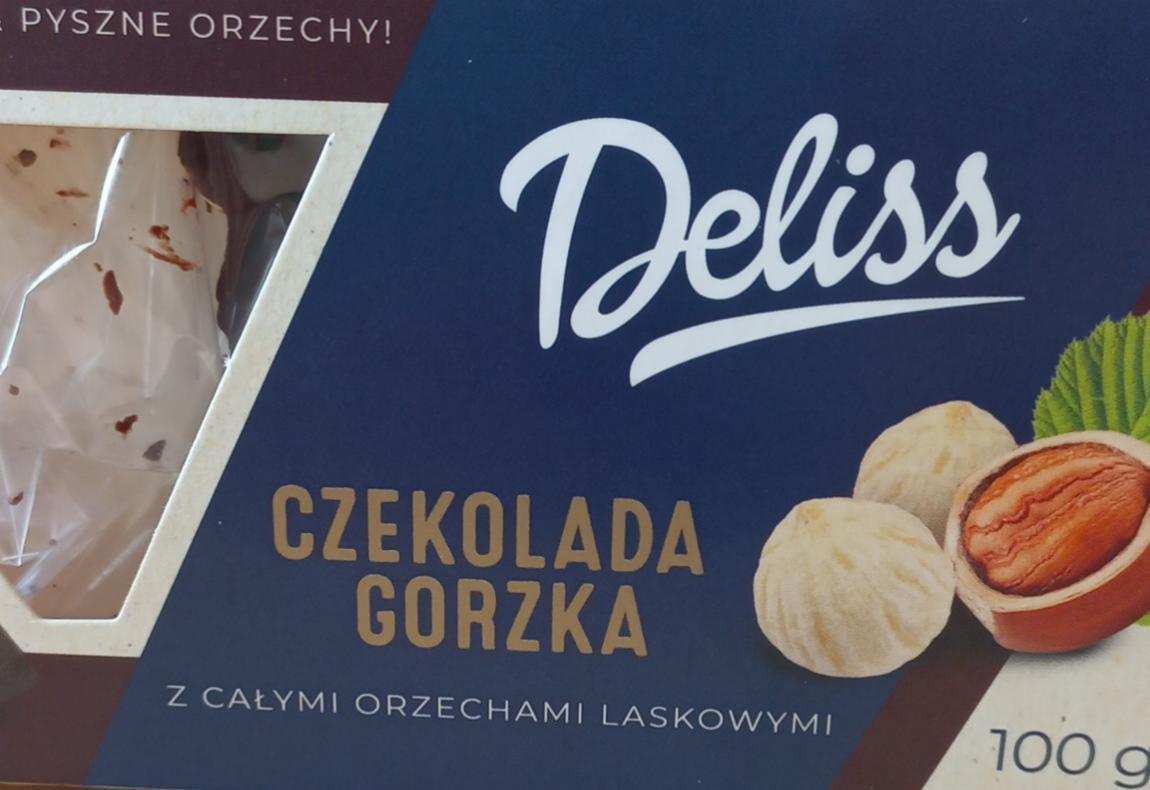 & PYSZNE ORZECHY!
Deliss
CZEKOLADA
GORZKA
Z CAŁYMI ORZECHAMI LASKOWYMI
100 g